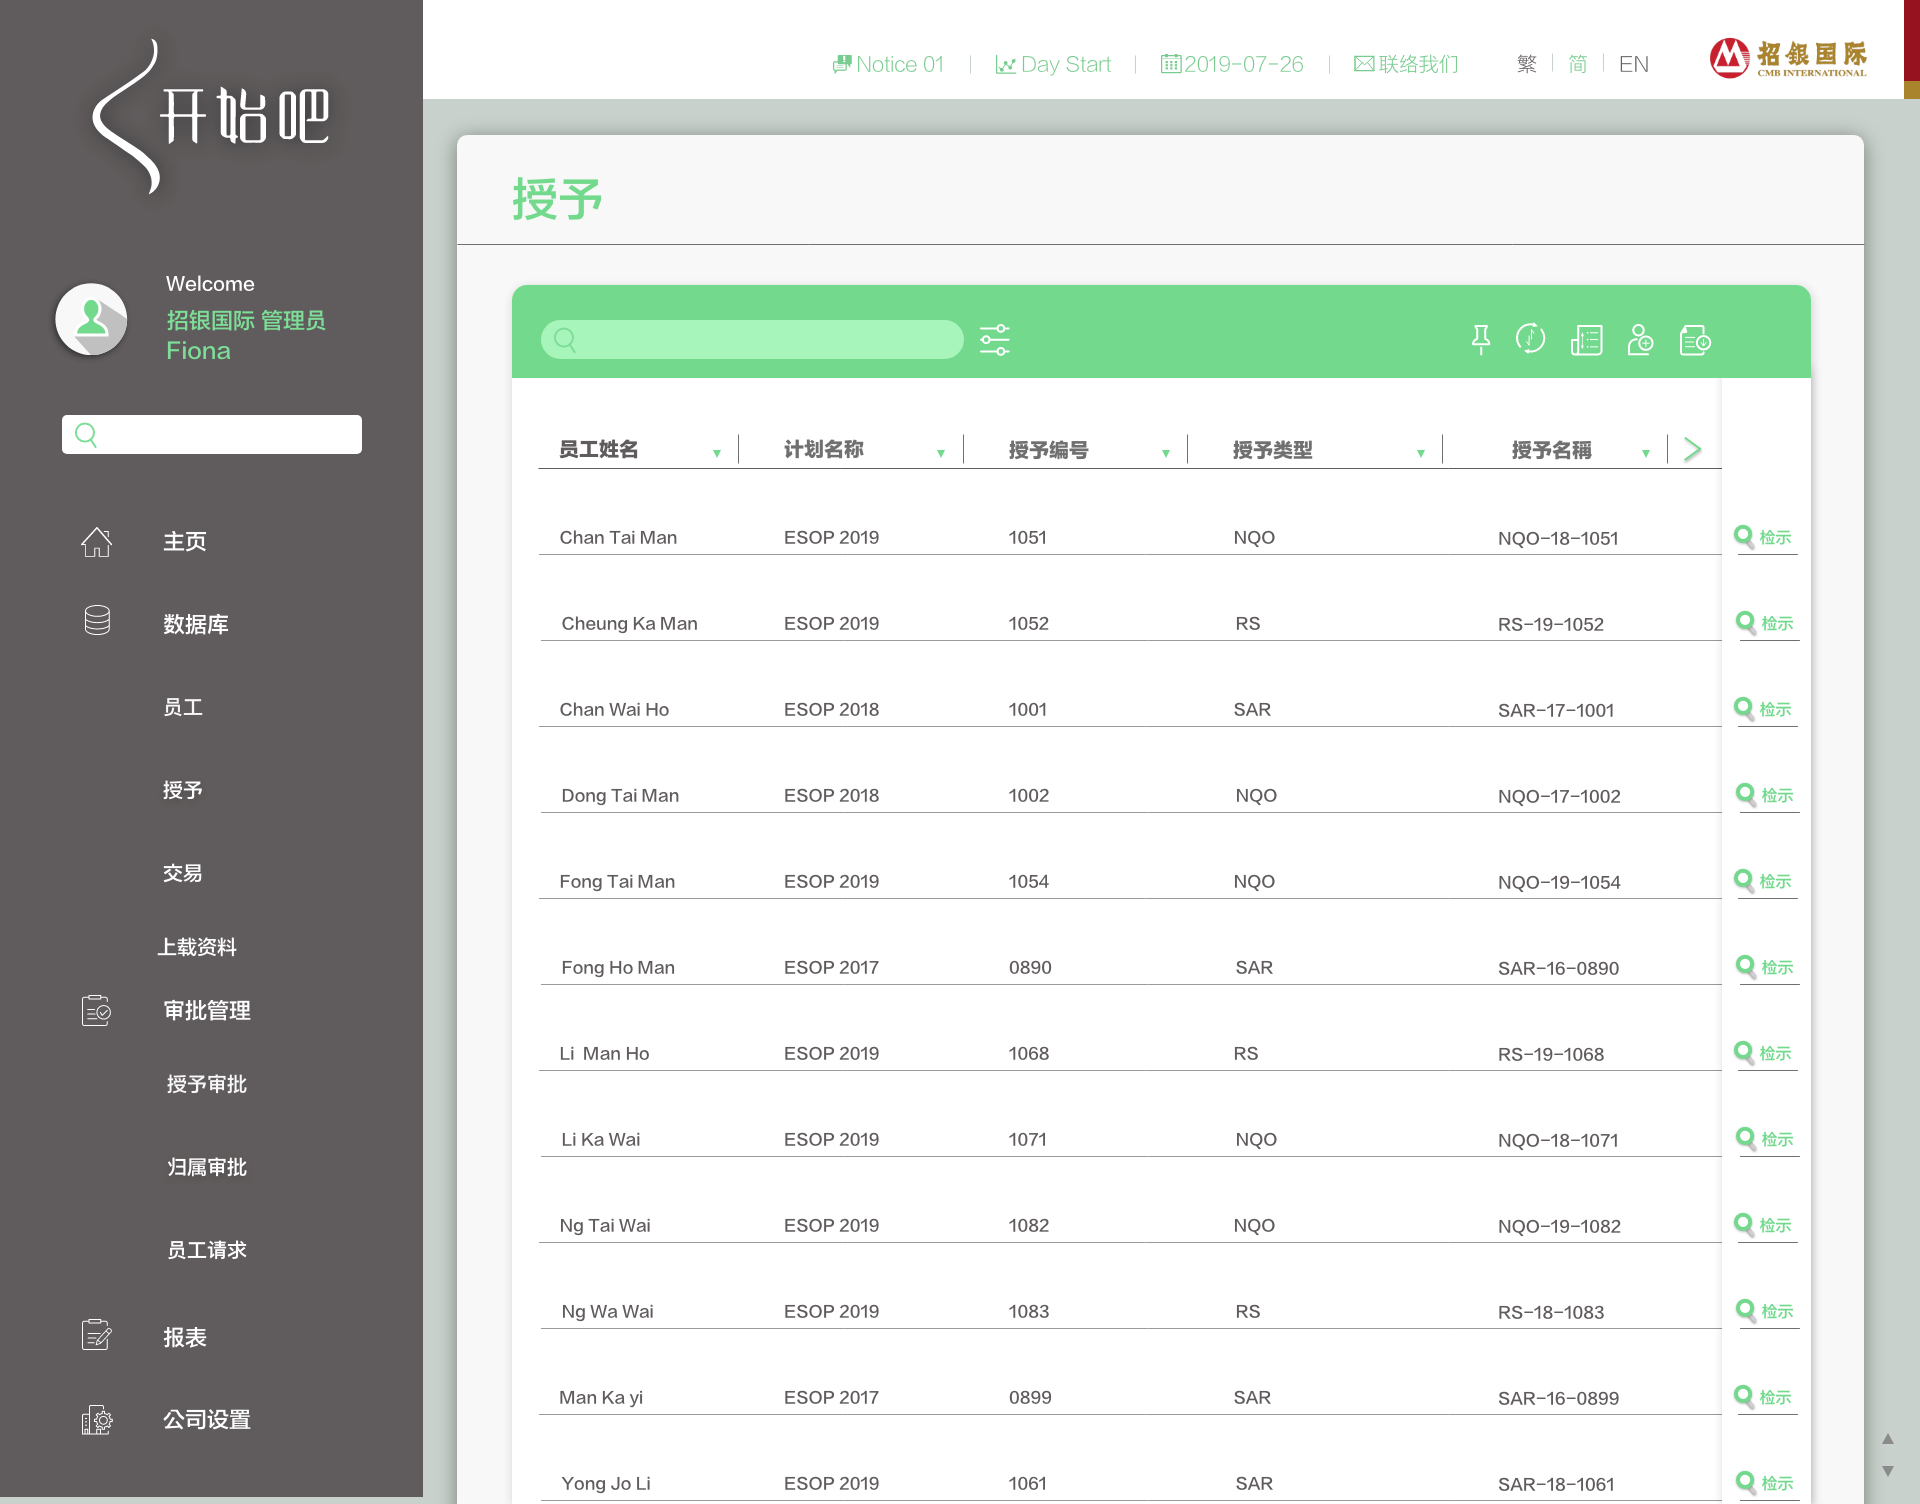 开始吧
Notice 01 Day Start 2019-07-26 联络我们 繁 简 EN 招银国际
CMB INTERNATIONAL
Welcome
招银国际 管理员
Fiona
主页
数据库
员工
授予
交易
上载资料
审批管理
授予审批
归属审批
员工请求
报表
公司设置
授予
员工姓名 计划名称 授予编号 授予类型 授予名稱
Chan Tai Man ESOP 2019 1051 NQO NQO-18-1051 检示
Cheung Ka Man ESOP 2019 1052 RS RS-19-1052 检示
Chan Wai Ho ESOP 2018 1001 SAR SAR-17-1001 检示
Dong Tai Man ESOP 2018 1002 NQO NQO-17-1002 检示
Fong Tai Man ESOP 2019 1054 NQO NQO-19-1054 检示
Fong Ho Man ESOP 2017 0890 SAR SAR-16-0890 检示
Li Man Ho ESOP 2019 1068 RS RS-19-1068 检示
Li Ka Wai ESOP 2019 1071 NQO NQO-18-1071 检示
Ng Tai Wai ESOP 2019 1082 NQO NQO-19-1082 检示
Ng Wa Wai ESOP 2019 1083 RS RS-18-1083 检示
Man Ka yi ESOP 2017 0899 SAR SAR-16-0899 检示
Yong Jo Li ESOP 2019 1061 SAR SAR-18-1061 检示